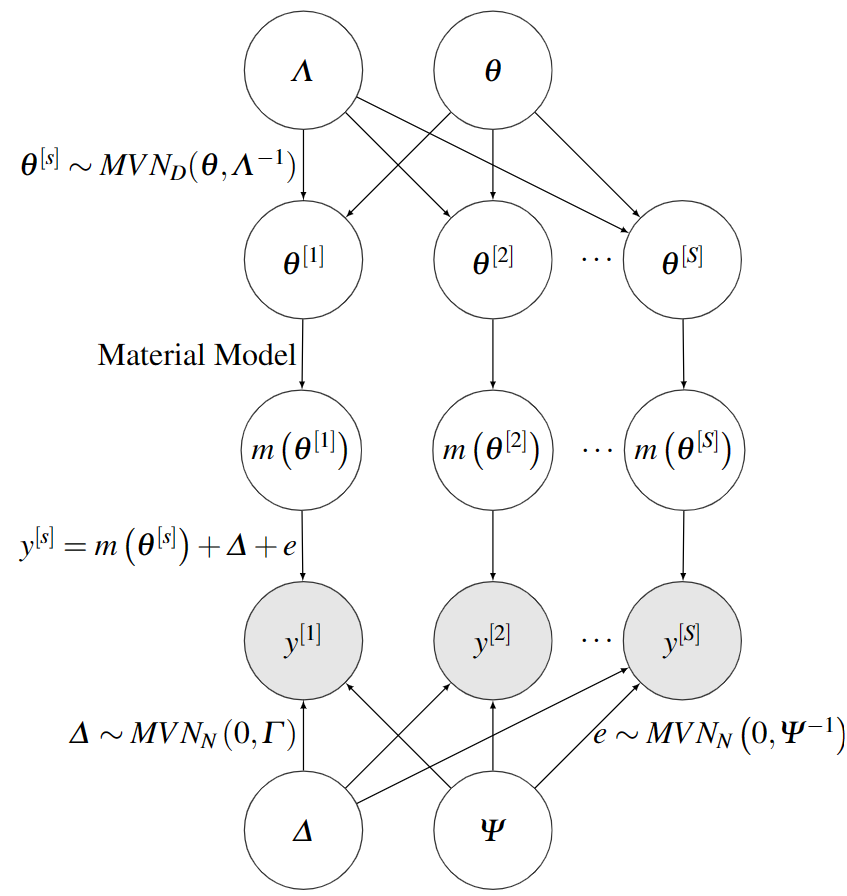 Λ θ
θ^[s] ∼ MVN_D(θ, Λ^−1)
θ^[1] θ^[2] ··· θ^[S]
Material Model
m(θ^[1]) m(θ^[2]) ··· m(θ^[S])
y^[s] = m(θ^[s]) + Δ + e
y^[1] y^[2] ··· y^[S]
Δ ∼ MVN_N(0, Γ) e ∼ MVN_N(0, Ψ^−1)
Δ Ψ